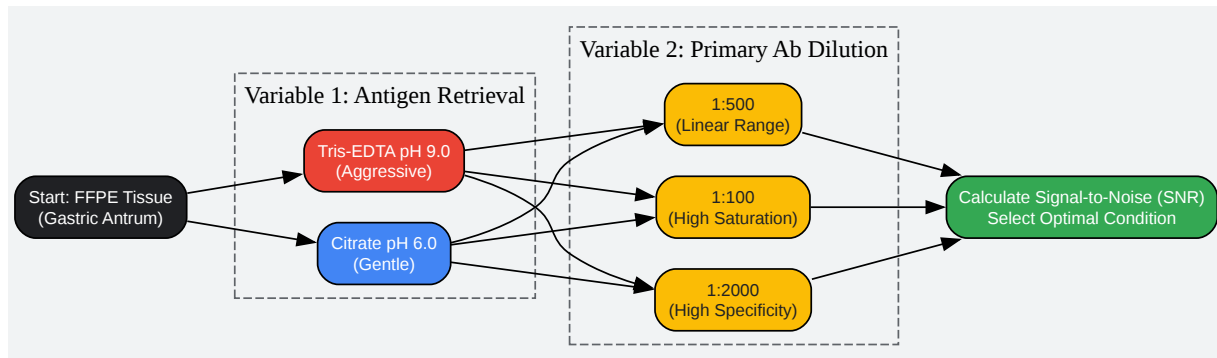 Start: FFPE Tissue
(Gastric Antrum)
Variable 1: Antigen Retrieval
Tris-EDTA pH 9.0
(Aggressive)
Citrate pH 6.0
(Gentle)
Variable 2: Primary Ab Dilution
1:500
(Linear Range)
1:100
(High Saturation)
1:2000
(High Specificity)
Calculate Signal-to-Noise (SNR)
Select Optimal Condition